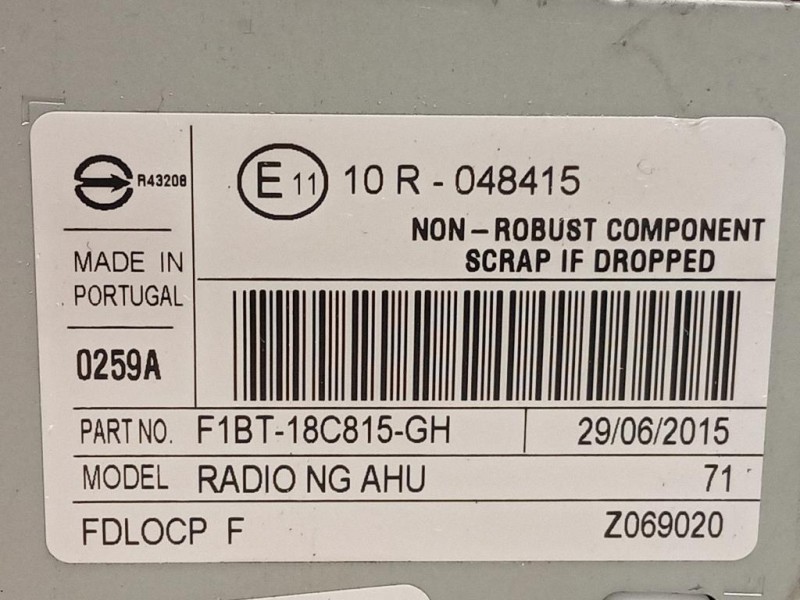 R43208
E 11 10 R - 048415
NON - ROBUST COMPONENT
SCRAP IF DROPPED
MADE IN
PORTUGAL
0259A
PART NO. F1BT-18C815-GH 29/06/2015
MODEL RADIO NG AHU 71
FDLOCP F Z069020